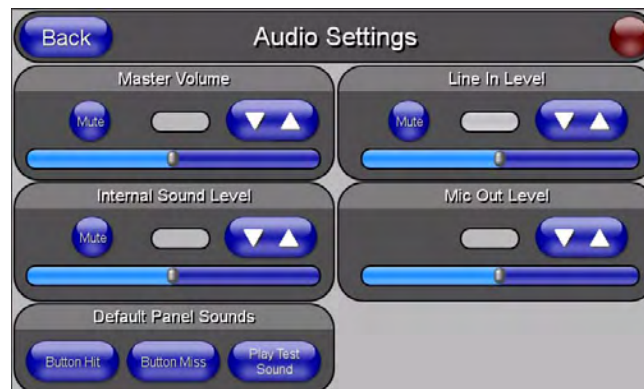 Back
Audio Settings
Master Volume
Mute
Line In Level
Mute
Internal Sound Level
Mute
Mic Out Level
Default Panel Sounds
Button Hit
Button Miss
Play Test
Sound